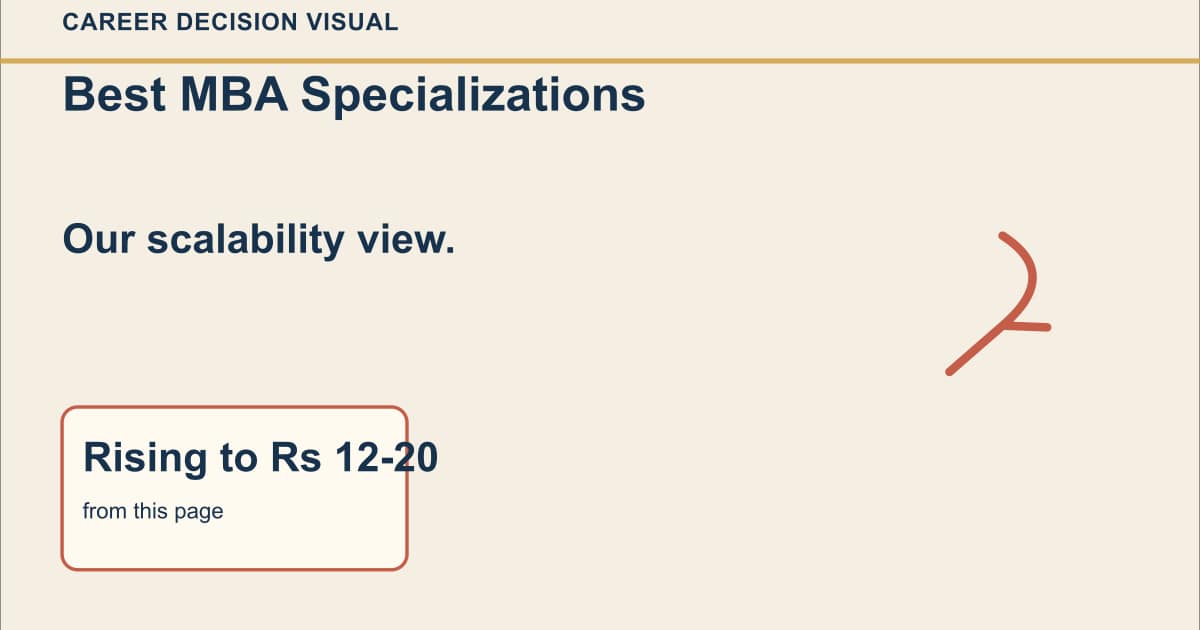 CAREER DECISION VISUAL
Best MBA Specializations
Our scalability view.
Rising to Rs 12-20
from this page